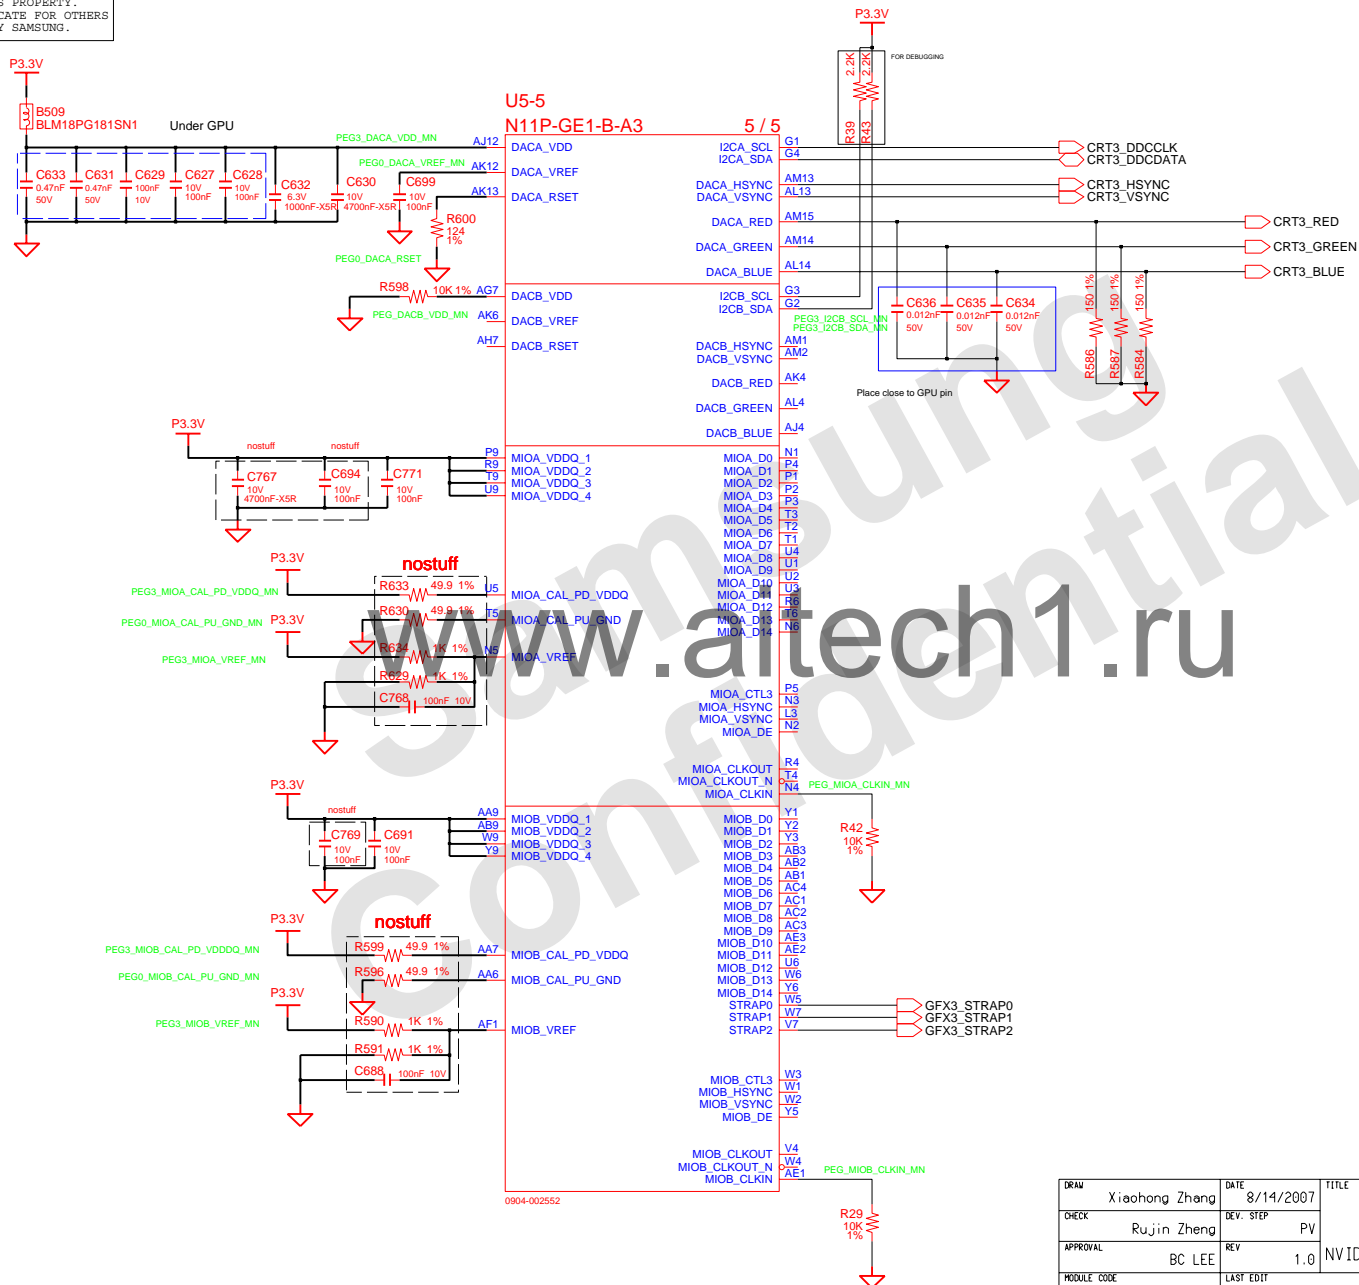 S PROPERTY.
CATE FOR OTHERS
Y SAMSUNG.
P3.3V
B509
BLM18PG181SN1
Under GPU
C633
0.47nF
50V
C631
0.47nF
50V
C629
100nF
10V
C627
10V
100nF
C628
10V
100nF
C632
6.3V
1000nF-X5R
C630
10V
4700nF-X5R
C699
10V
100nF
R600
124
1%
PEG3_DACA_VDD_MN
PEG0_DACA_VREF_MN
PEG0_DACA_RSET
R598
10K 1%
PEG_DACB_VDD_MN
U5-5
N11P-GE1-B-A3
5 / 5
AJ12 DACA_VDD
AK12 DACA_VREF
AK13 DACA_RSET
AG7 DACB_VDD
AK6 DACB_VREF
AH7 DACB_RSET
I2CA_SCL G1
I2CA_SDA G4
DACA_HSYNC AM13
DACA_VSYNC AL13
DACA_RED AM15
DACA_GREEN AM14
DACA_BLUE AL14
I2CB_SCL G3
I2CB_SDA G2
DACB_HSYNC AM1
DACB_VSYNC AM2
DACB_RED AK4
DACB_GREEN AL4
DACB_BLUE AJ4
P3.3V
FOR DEBUGGING
2.2K
2.2K
R39
R43
CRT3_DDCCLK
CRT3_DDCDATA
CRT3_HSYNC
CRT3_VSYNC
CRT3_RED
CRT3_GREEN
CRT3_BLUE
PEG3_I2CB_SCL_MN
PEG3_I2CB_SDA_MN
C636
0.012nF
50V
C635
0.012nF
50V
C634
0.012nF
50V
Place close to GPU pin
150 1%
150 1%
150 1%
R586
R587
R584
P3.3V
nostuff
nostuff
C767
10V
4700nF-X5R
C694
10V
100nF
C771
10V
100nF
P9 MIOA_VDDQ_1
R9 MIOA_VDDQ_2
T9 MIOA_VDDQ_3
U9 MIOA_VDDQ_4
MIOA_D0 N1
MIOA_D1 P4
MIOA_D2 P1
MIOA_D3 P2
MIOA_D4 P3
MIOA_D5 T3
MIOA_D6 T2
MIOA_D7 T1
MIOA_D8 U4
MIOA_D9 U1
MIOA_D10 U2
MIOA_D11 U3
MIOA_D12 R6
MIOA_D13 T6
MIOA_D14 N6
P3.3V
nostuff
PEG3_MIOA_CAL_PD_VDDQ_MN
R633 49.9 1%
U5 MIOA_CAL_PD_VDDQ
PEG0_MIOA_CAL_PU_GND_MN
R630 49.9 1%
T5 MIOA_CAL_PU_GND
P3.3V
PEG3_MIOA_VREF_MN
R634 1K 1%
N5 MIOA_VREF
R629 1K 1%
C768 100nF 10V
www.aitech1.ru
Samsung
Confidential
MIOA_CTL3 P5
MIOA_HSYNC N3
MIOA_VSYNC L3
MIOA_DE N2
MIOA_CLKOUT R4
MIOA_CLKOUT_N T4
MIOA_CLKIN N4
PEG_MIOA_CLKIN_MN
R42
10K
1%
P3.3V
nostuff
C769
10V
100nF
C691
10V
100nF
AA9 MIOB_VDDQ_1
AB9 MIOB_VDDQ_2
W9 MIOB_VDDQ_3
Y9 MIOB_VDDQ_4
MIOB_D0 Y1
MIOB_D1 Y2
MIOB_D2 Y3
MIOB_D3 AB3
MIOB_D4 AB2
MIOB_D5 AB1
MIOB_D6 AC4
MIOB_D7 AC1
MIOB_D8 AC2
MIOB_D9 AC3
MIOB_D10 AE3
MIOB_D11 AE2
MIOB_D12 U6
MIOB_D13 W6
MIOB_D14 Y6
STRAP0 W5
STRAP1 W7
STRAP2 V7
GFX3_STRAP0
GFX3_STRAP1
GFX3_STRAP2
P3.3V
nostuff
PEG3_MIOB_CAL_PD_VDDDQ_MN
R599 49.9 1%
AA7 MIOB_CAL_PD_VDDQ
PEG0_MIOB_CAL_PU_GND_MN
R596 49.9 1%
AA6 MIOB_CAL_PU_GND
P3.3V
PEG3_MIOB_VREF_MN
R590 1K 1%
AF1 MIOB_VREF
R591 1K 1%
C688 100nF 10V
MIOB_CTL3 W3
MIOB_HSYNC W1
MIOB_VSYNC W2
MIOB_DE Y5
MIOB_CLKOUT V4
MIOB_CLKOUT_N W4
MIOB_CLKIN AE1
PEG_MIOB_CLKIN_MN
R29
10K
1%
0904-002552
DRAW
Xiaohong Zhang
DATE
8/14/2007
TITLE
CHECK
Rujin Zheng
DEV. STEP
PV
APPROVAL
BC LEE
REV
1.0
NVID
MODULE CODE
LAST EDIT